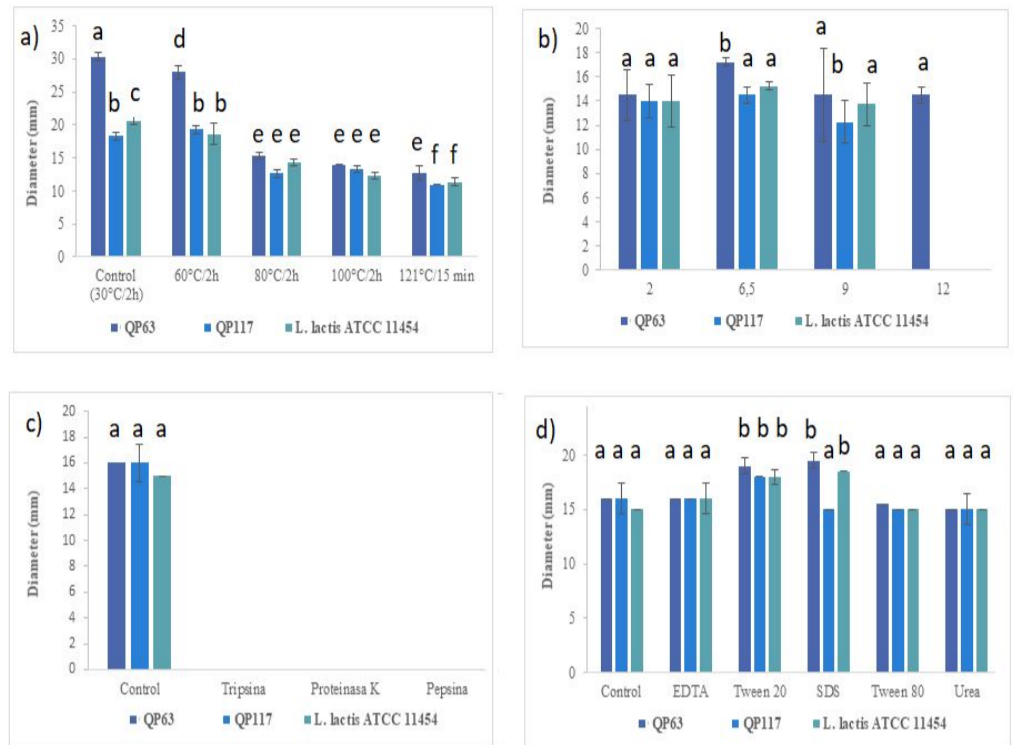 a)
Diameter (mm)
35
30
25
20
15
10
5
0
a b c d b b e e e e e e e f f
Control (30°C/2h) 60°C/2h 80°C/2h 100°C/2h 121°C/15 min
QP63 QP117 L. lactis ATCC 11454
b)
Diameter (mm)
20
18
16
14
12
10
8
6
4
2
0
a a a b a a a b a a
2 6,5 9 12
QP63 QP117 L. lactis ATCC 11454
c)
Diameter (mm)
20
18
16
14
12
10
8
6
4
2
0
a a a
Control Tripsina Proteinasa K Pepsina
QP63 QP117 L. lactis ATCC 11454
d)
Diameter (mm)
20
15
10
5
0
a a a a a a b b b b a b a a a a a a
Control EDTA Tween 20 SDS Tween 80 Urea
QP63 QP117 L. lactis ATCC 11454